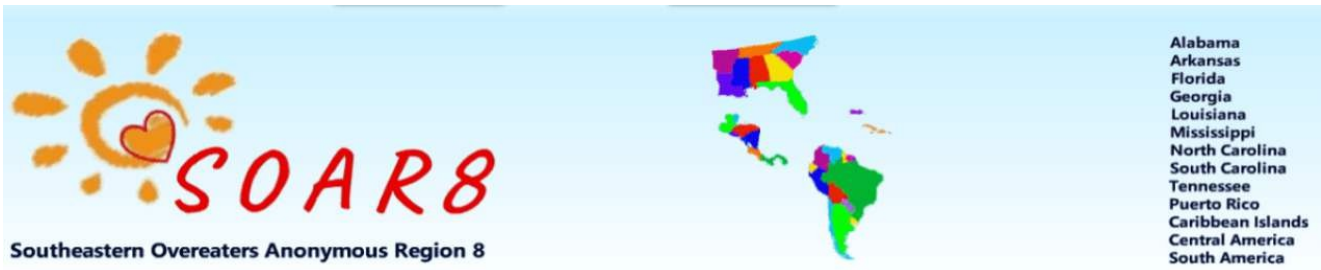 SOAR8
Southeastern Overeaters Anonymous Region 8
Alabama
Arkansas
Florida
Georgia
Louisiana
Mississippi
North Carolina
South Carolina
Tennessee
Puerto Rico
Caribbean Islands
Central America
South America